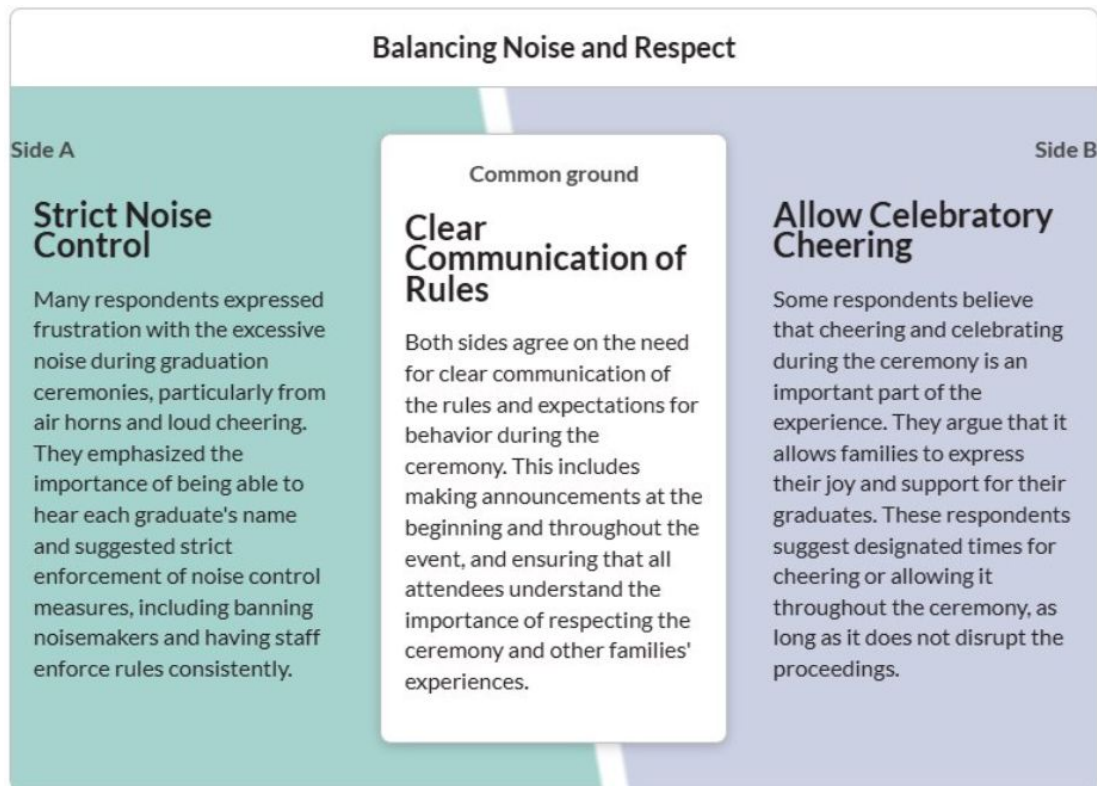 Balancing Noise and Respect
Side A
Strict Noise
Control
Many respondents expressed
frustration with the excessive
noise during graduation
ceremonies, particularly from
air horns and loud cheering.
They emphasized the
importance of being able to
hear each graduate's name
and suggested strict
enforcement of noise control
measures, including banning
noisemakers and having staff
enforce rules consistently.
Common ground
Clear
Communication of
Rules
Both sides agree on the need
for clear communication of
the rules and expectations for
behavior during the
ceremony. This includes
making announcements at the
beginning and throughout the
event, and ensuring that all
attendees understand the
importance of respecting the
ceremony and other families'
experiences.
Side B
Allow Celebratory
Cheering
Some respondents believe
that cheering and celebrating
during the ceremony is an
important part of the
experience. They argue that it
allows families to express
their joy and support for their
graduates. These respondents
suggest designated times for
cheering or allowing it
throughout the ceremony, as
long as it does not disrupt the
proceedings.